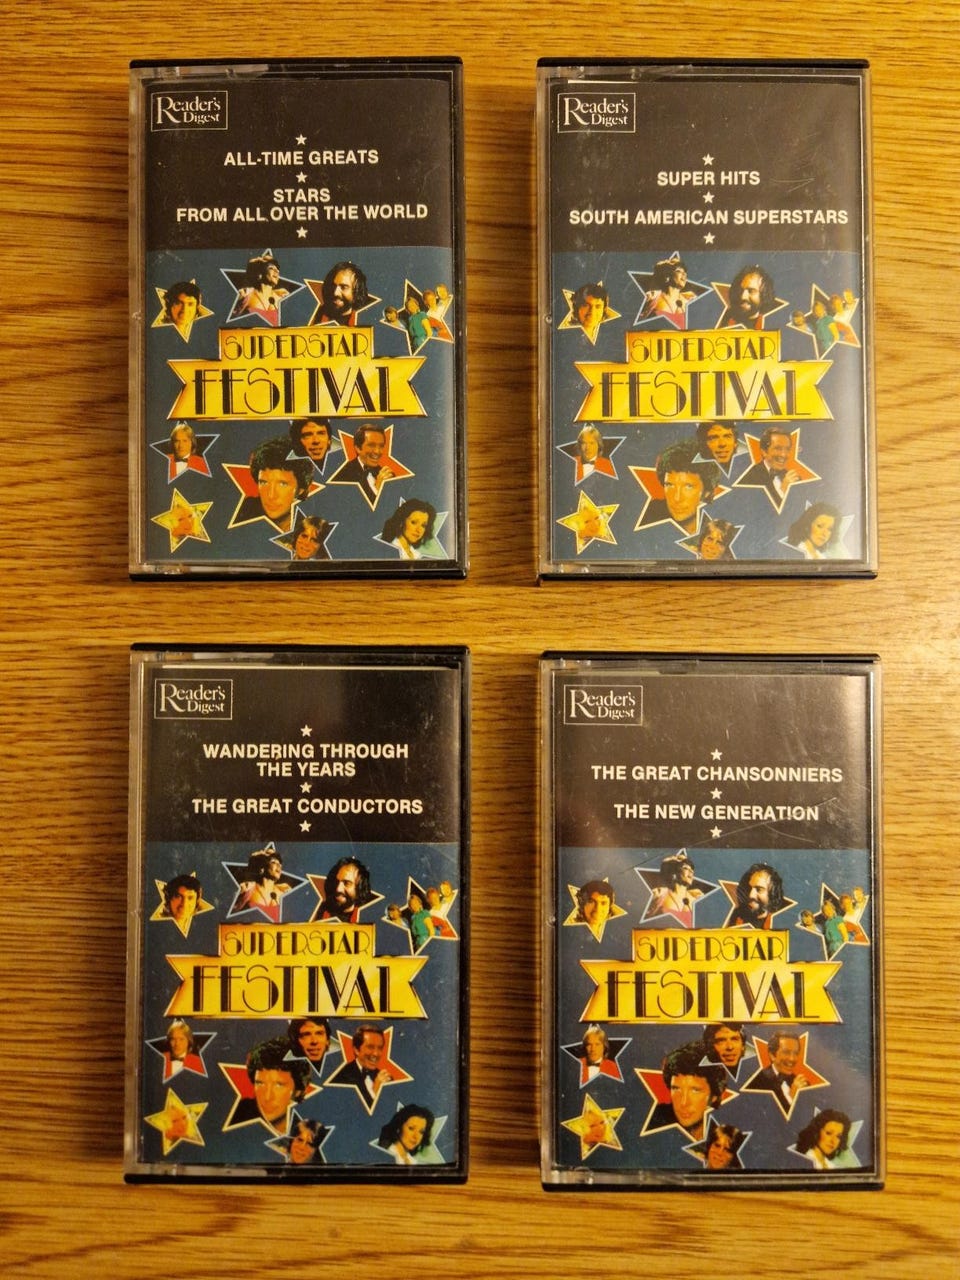 Reader's
Digest
ALL-TIME GREATS
STARS
FROM ALL OVER THE WORLD
SUPERSTAR
FESTIVAL
Reader's
Digest
SUPER HITS
SOUTH AMERICAN SUPERSTARS
SUPERSTAR
FESTIVAL
Reader's
Digest
WANDERING THROUGH
THE YEARS
THE GREAT CONDUCTORS
SUPERSTAR
FESTIVAL
Reader's
Digest
THE GREAT CHANSONNIERS
THE NEW GENERATION
SUPERSTAR
FESTIVAL